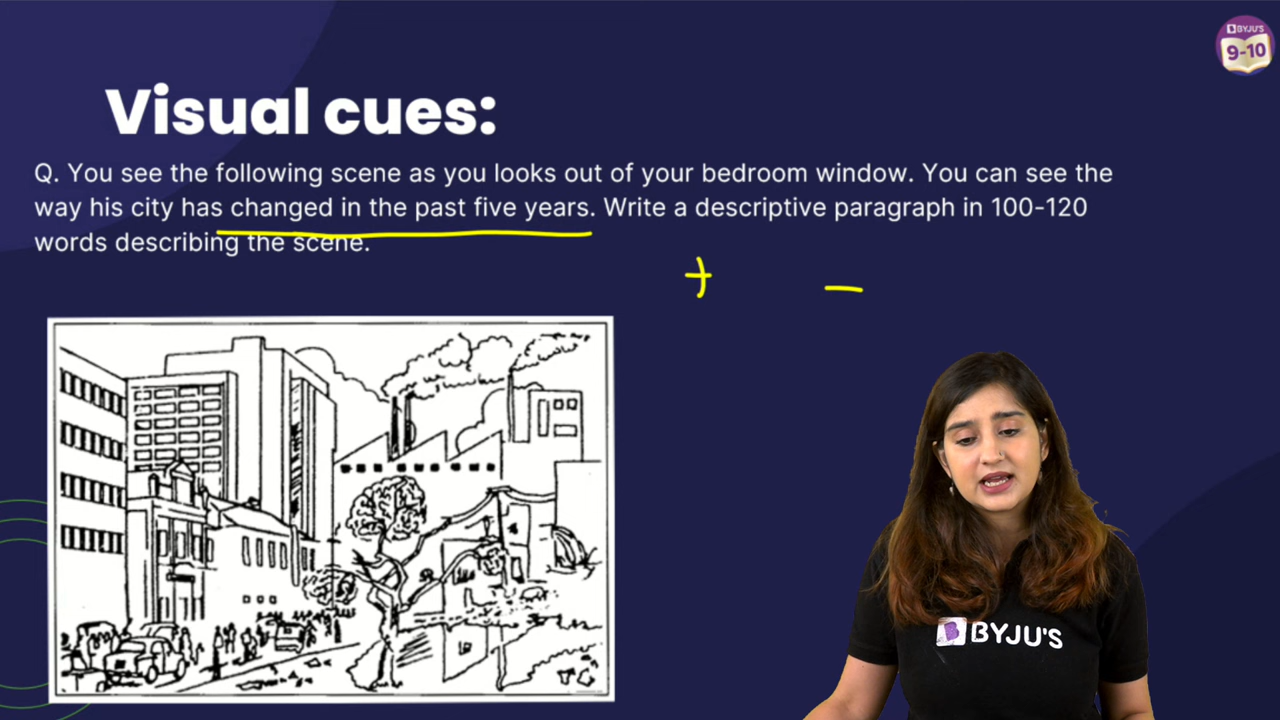 BYJU'S
9-10
Visual cues:
Q. You see the following scene as you looks out of your bedroom window. You can see the
way his city has changed in the past five years. Write a descriptive paragraph in 100-120
words describing the scene.
+ –
BYJU'S